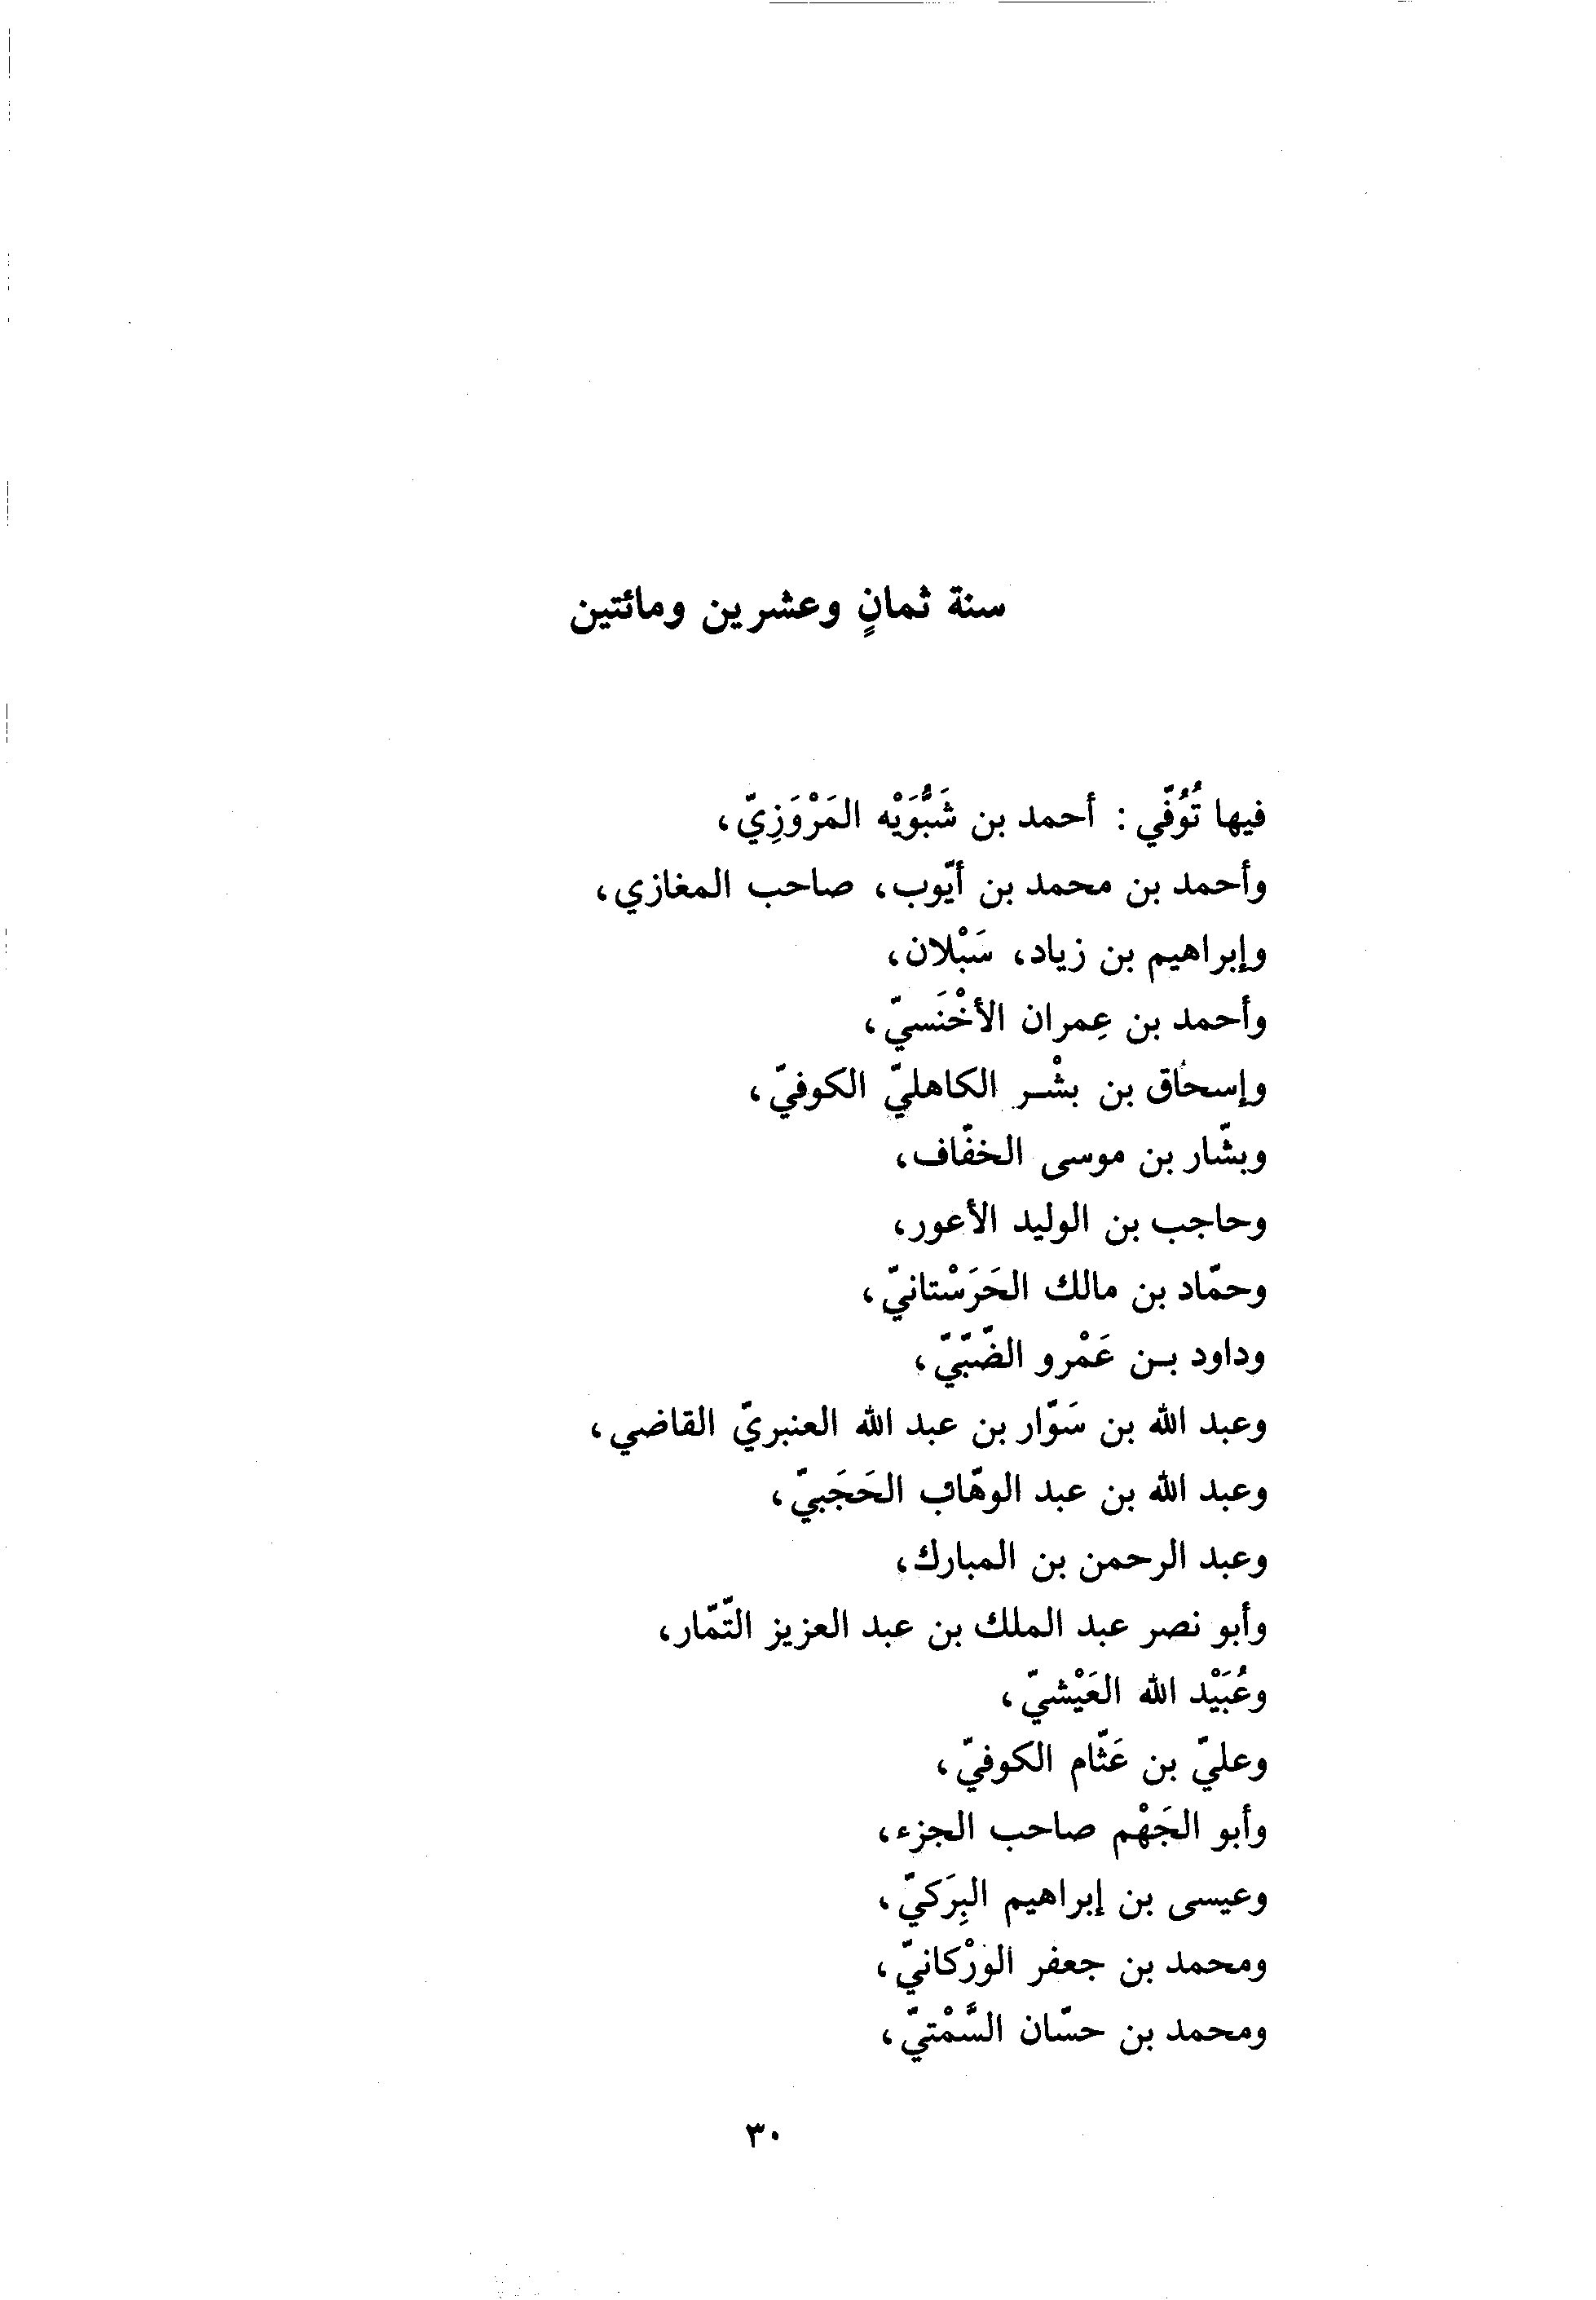 سنة ثمانٍ وعشرين ومائتين
فيها تُوُفّي : أحمد بن شَبُّوَيْه المَرْوَزِيّ،
وأحمد بن محمد بن أيّوب، صاحب المغازي،
وإبراهيم بن زياد، سَبْلان،
وأحمد بن عِمران الأخْنَسيّ،
وإسحاق بن بشْر الكاهليّ الكوفيّ،
وبشّار بن موسى الخفّاف،
وحاجب بن الوليد الأعور،
وحمّاد بن مالك الحَرَسْتانيّ،
وداود بن عَمْرو الضّبّيّ،
وعبد الله بن سَوّار بن عبد الله العنبريّ القاضي،
وعبد الله بن عبد الوهّاب الحَجَبيّ،
وعبد الرحمن بن المبارك،
وأبو نصر عبد الملك بن عبد العزيز التّمّار،
وعُبَيْد الله العَيْشيّ،
وعليّ بن عَثّام الكوفيّ،
وأبو الجَهْم صاحب الجزء،
وعيسى بن إبراهيم البِرَكيّ،
ومحمد بن جعفر الوَرْكانيّ،
ومحمد بن حسّان السَّمْتيّ،
٣٠